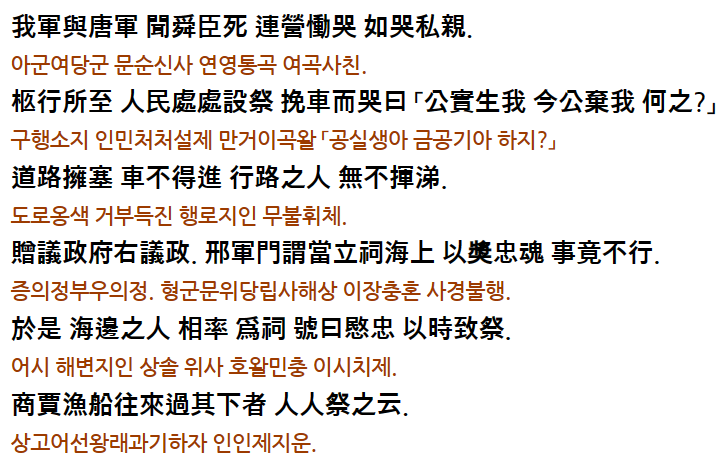 我軍與唐軍 聞舜臣死 連營慟哭 如哭私親.
아군여당군 문순신사 연영통곡 여곡사친.
柩行所至 人民處處設祭 挽車而哭曰 「公實生我 今公棄我 何之?」
구행소지 인민처처설제 만거이곡왈 「공실생아 금공기아 하지?」
道路擁塞 車不得進 行路之人 無不揮涕.
도로옹색 거부득진 행로지인 무불휘체.
贈議政府右議政. 邢軍門謂當立祠海上 以奬忠魂 事竟不行.
증의정부우의정. 형군문위당립사해상 이장충혼 사경불행.
於是 海邊之人 相率 爲祠 號曰愍忠 以時致祭.
어시 해변지인 상솔 위사 호왈민충 이시치제.
商賈漁船往來過其下者 人人祭之云.
상고어선왕래과기하자 인인제지운.